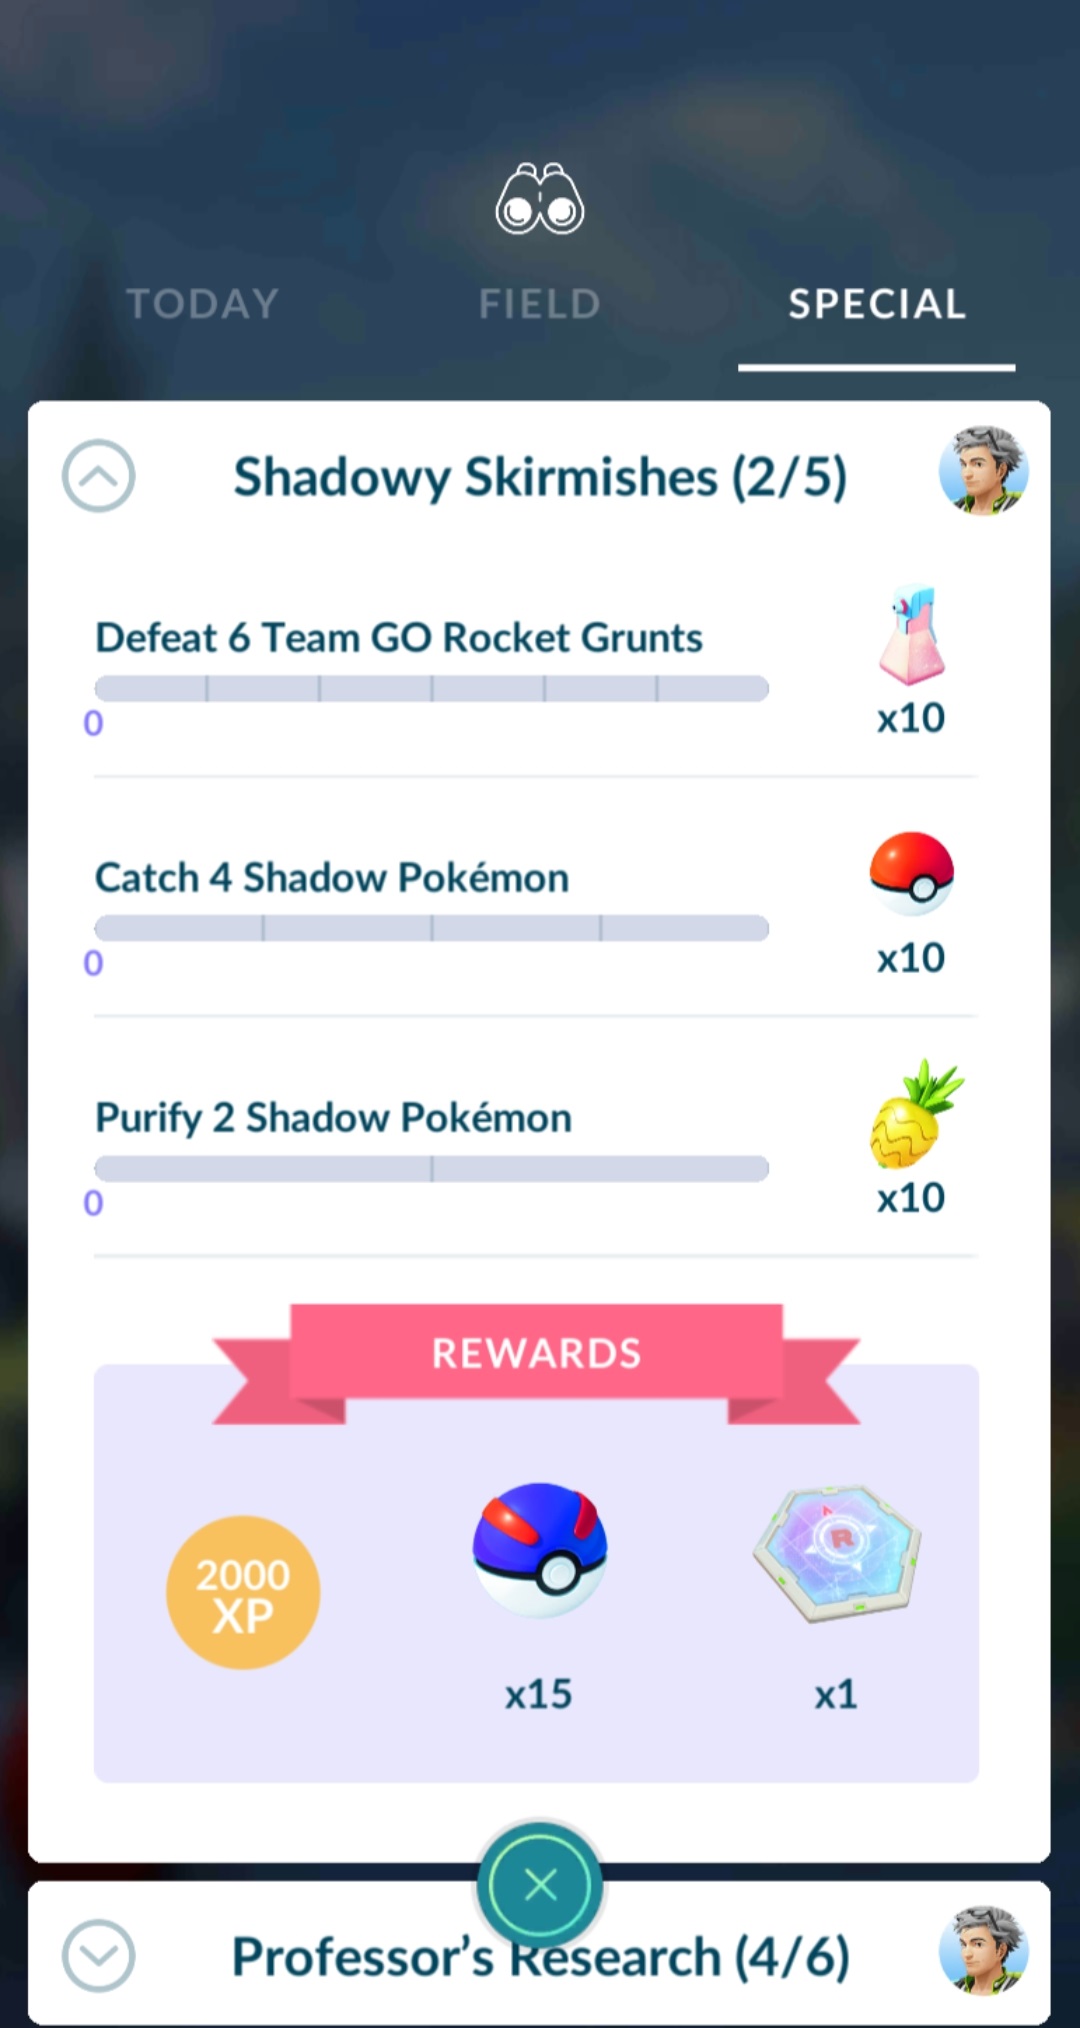 TODAY
FIELD
SPECIAL
Shadowy Skirmishes (2/5)
Defeat 6 Team GO Rocket Grunts
0
x10
Catch 4 Shadow Pokémon
0
x10
Purify 2 Shadow Pokémon
0
x10
REWARDS
2000
XP
R
x15
x1
Professor's Research (4/6)